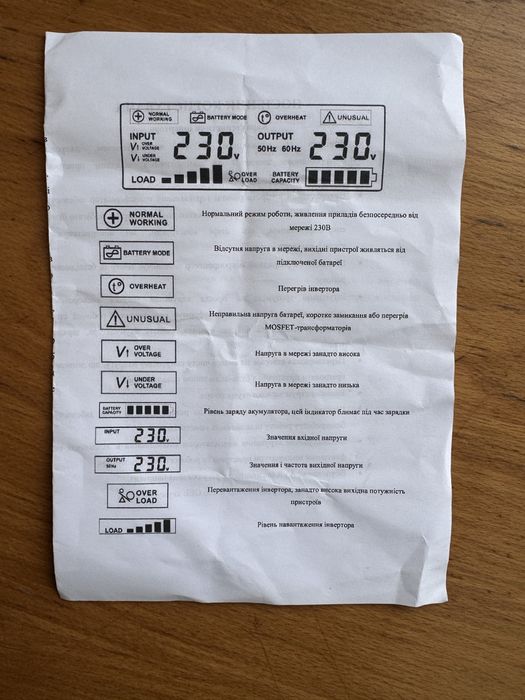 NORMAL WORKING BATTERY MODE t° OVERHEAT UNUSUAL
INPUT 230V OUTPUT 230V
V↑ OVER VOLTAGE 50Hz 60Hz
V↓ UNDER VOLTAGE
LOAD OVER LOAD BATTERY CAPACITY
NORMAL WORKING
Нормальний режим роботи, живлення приладів безпосередньо від
мережі 230В
BATTERY MODE
Відсутня напруга в мережі, вихідні пристрої живляться від
підключеної батареї
t° OVERHEAT
Перегрів інвертора
UNUSUAL
Неправильна напруга батареї, коротке замикання або перегрів
MOSFET-трансформаторів
V↑ OVER VOLTAGE
Напруга в мережі занадто висока
V↓ UNDER VOLTAGE
Напруга в мережі занадто низька
BATTERY CAPACITY
Рівень заряду акумулятора, цей індикатор блимає під час зарядки
INPUT 230V
Значення вхідної напруги
OUTPUT 50Hz 230V
Значення і частота вихідної напруги
OVER LOAD
Перевантаження інвертора, занадто висока вихідна потужність
пристроїв
LOAD
Рівень навантаження інвертора